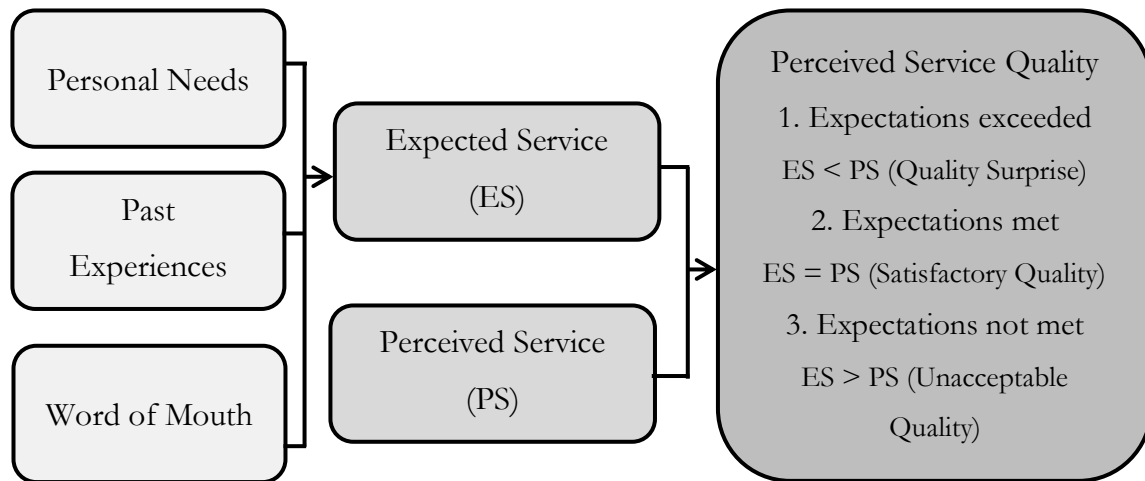 Personal Needs
Past
Experiences
Word of Mouth
Expected Service
(ES)
Perceived Service
(PS)
Perceived Service Quality
1. Expectations exceeded
ES < PS (Quality Surprise)
2. Expectations met
ES = PS (Satisfactory Quality)
3. Expectations not met
ES > PS (Unacceptable
Quality)